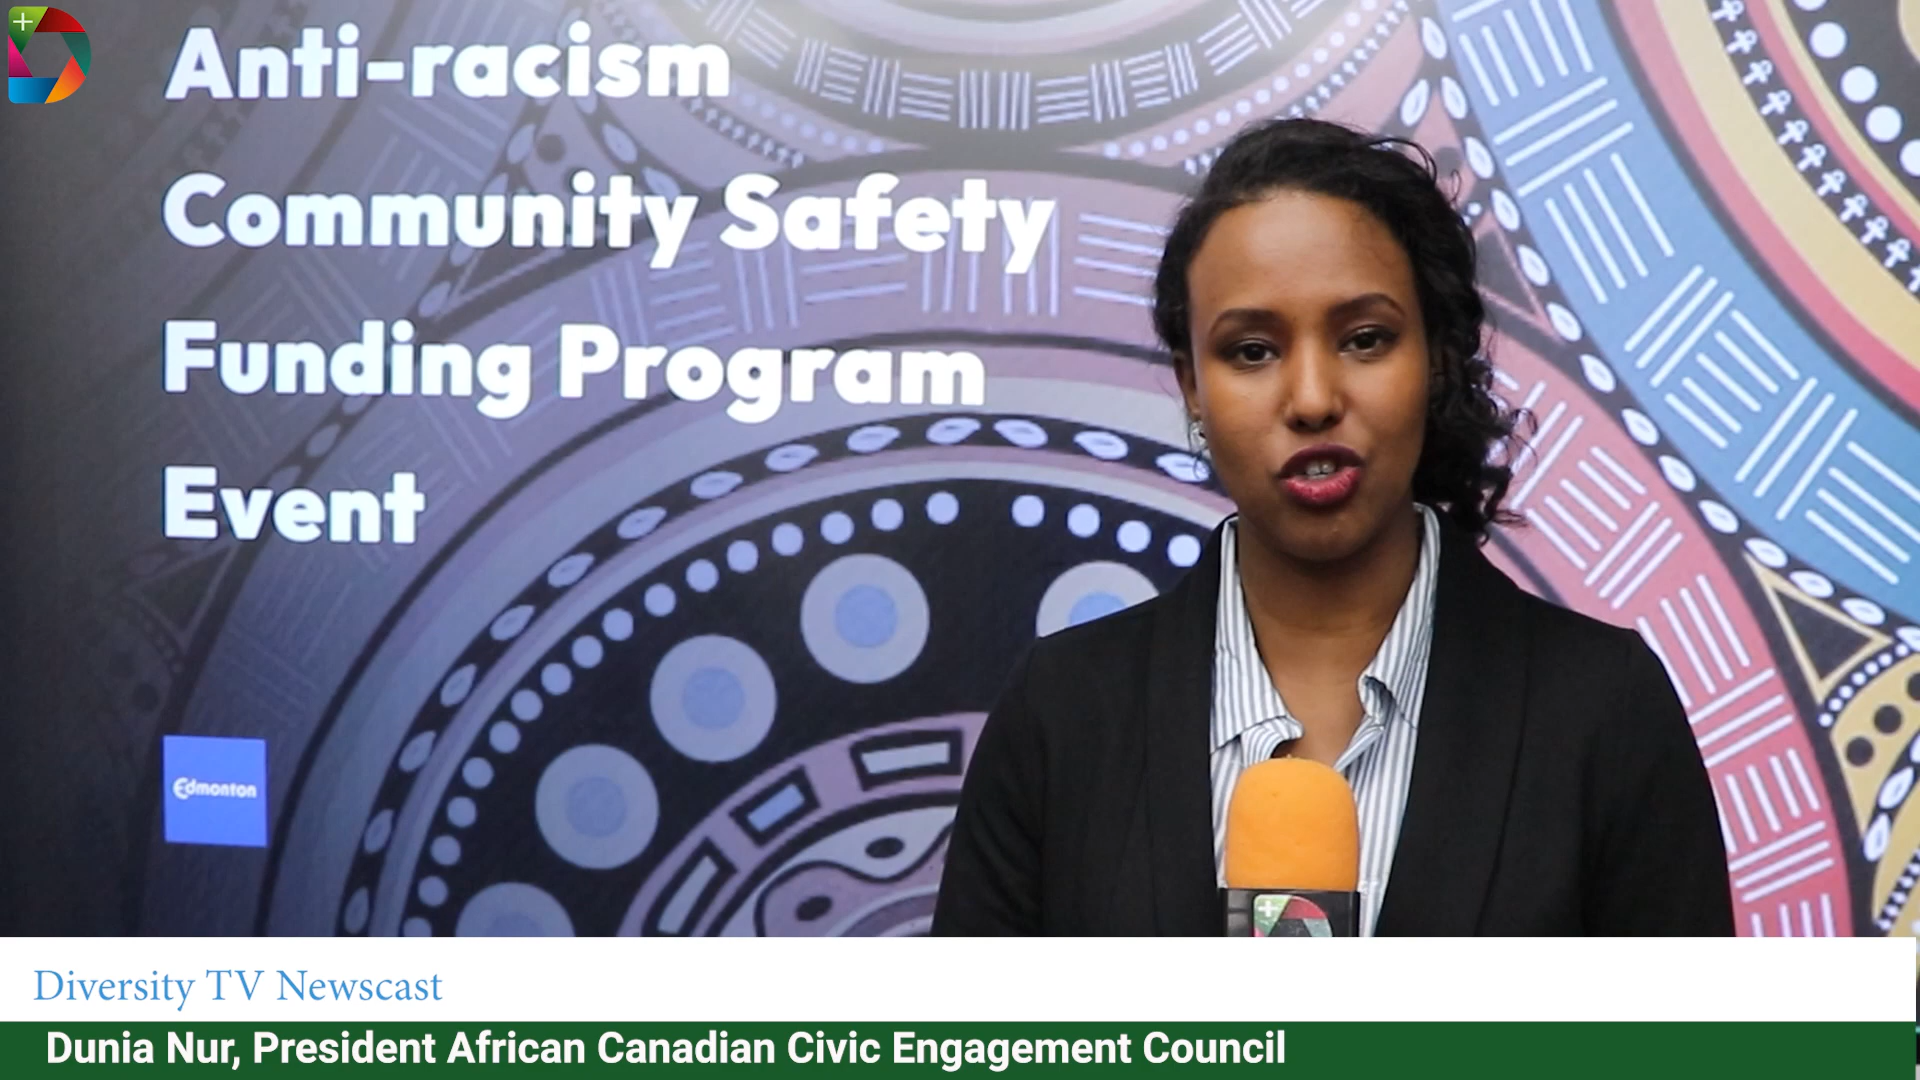 Anti-racism
Community Safety
Funding Program
Event
Edmonton
Diversity TV Newscast
Dunia Nur, President African Canadian Civic Engagement Council